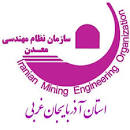 سازمان نظام مهندسی
معدن
Iranian Mining Engineering Organization
استان آذربایجان غربی